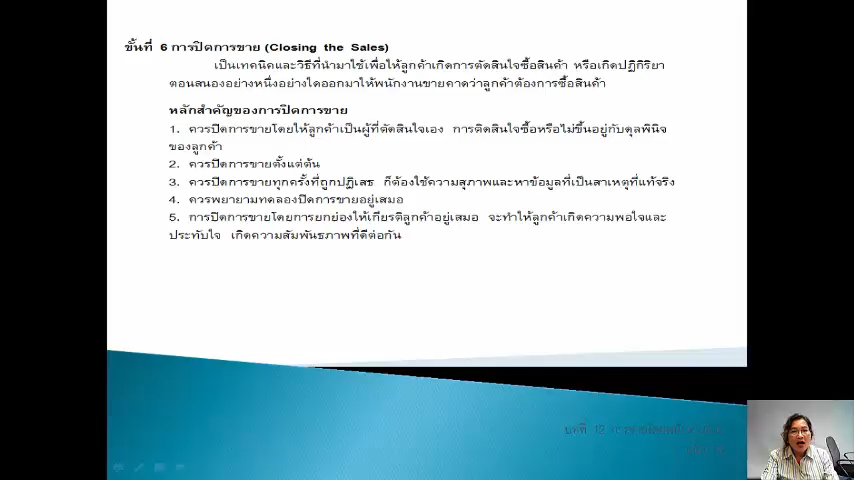 ขั้นที่ 6 การปิดการขาย (Closing the Sales)
เป็นเทคนิคและวิธีที่นำมาใช้เพื่อให้ลูกค้าเกิดการตัดสินใจซื้อสินค้า หรือเกิดปฏิกิริยา
ตอบสนองอย่างหนึ่งอย่างใดออกมาให้พนักงานขายคาดว่าลูกค้าต้องการซื้อสินค้า
หลักสำคัญของการปิดการขาย
1. ควรปิดการขายโดยให้ลูกค้าเป็นผู้ที่ตัดสินใจเอง การติดสินใจซื้อหรือไม่ขึ้นอยู่กับดุลพินิจ
ของลูกค้า
2. ควรปิดการขายตั้งแต่ต้น
3. ควรปิดการขายทุกครั้งที่ถูกปฏิเสธ ก็ต้องใช้ความสุภาพและหาข้อมูลที่เป็นสาเหตุที่แท้จริง
4. ควรพยายามทดลองปิดการขายอยู่เสมอ
5. การปิดการขายโดยการยกย่องให้เกียรติลูกค้าอยู่เสมอ จะทำให้ลูกค้าเกิดความพอใจและ
ประทับใจ เกิดความสัมพันธภาพที่ดีต่อกัน